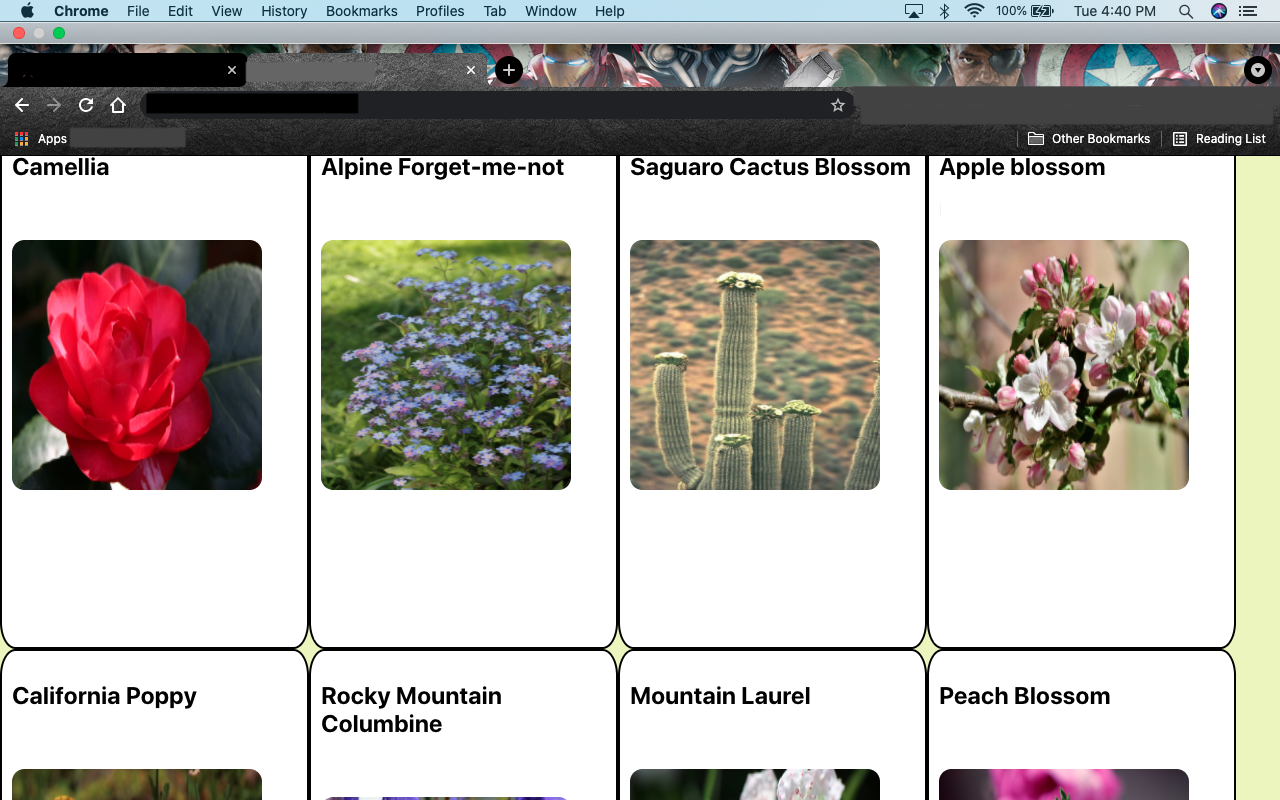 Chrome File Edit View History Bookmarks Profiles Tab Window Help 100% Tue 4:40 PM
Apps Other Bookmarks Reading List
Camellia Alpine Forget-me-not Saguaro Cactus Blossom Apple blossom
California Poppy Rocky Mountain Mountain Laurel Peach Blossom
Columbine